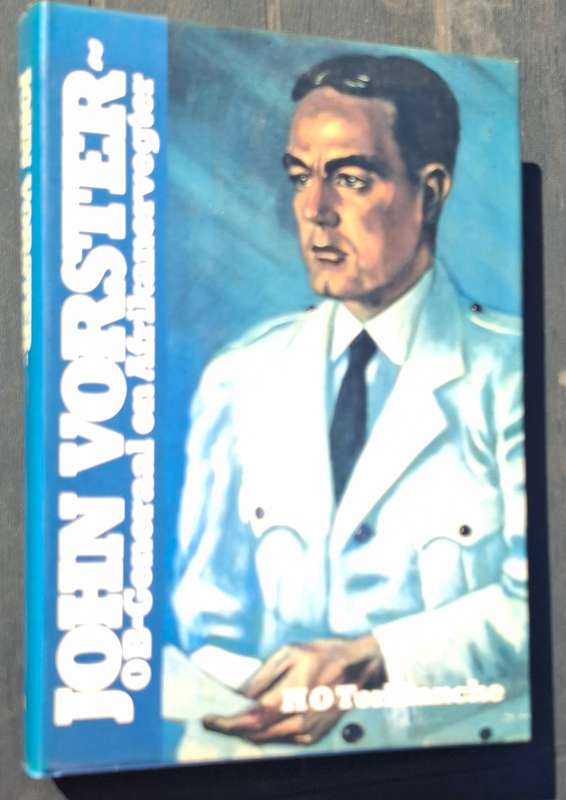 JOHN VORSTER~
OB-Generaal en Afrikanervegter
H O Terblanche